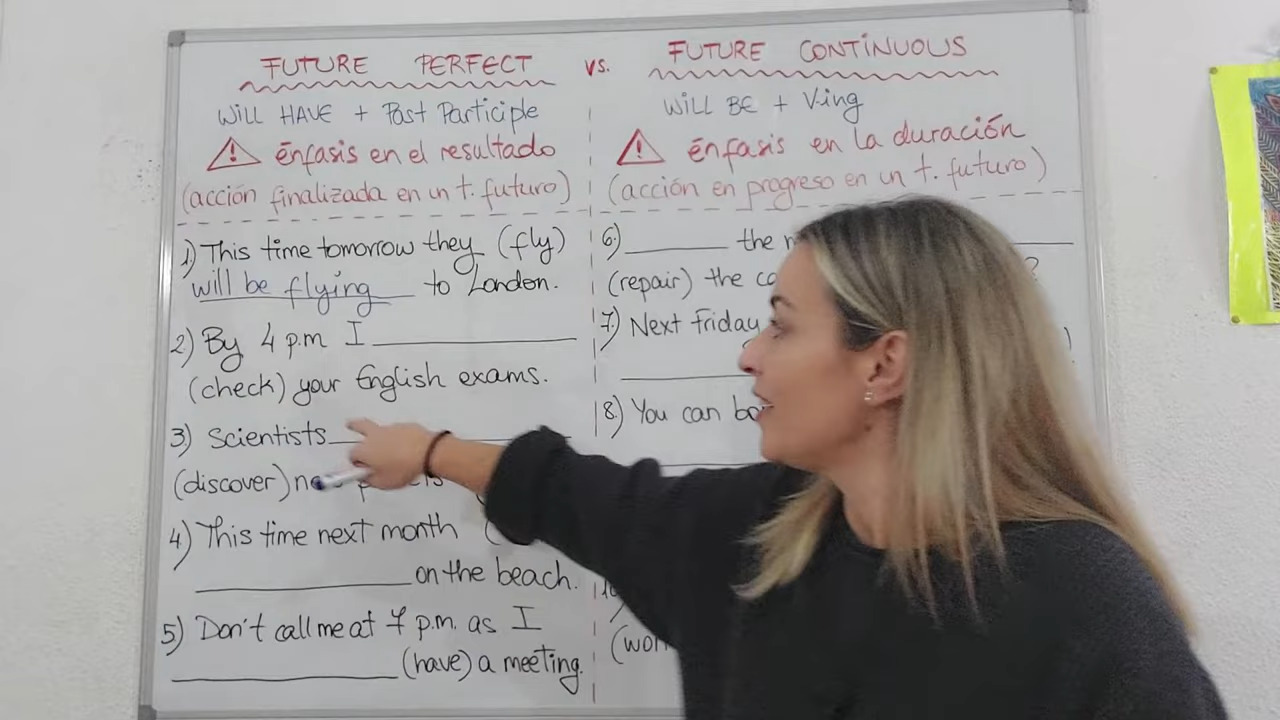 FUTURE PERFECT vs. FUTURE CONTINUOUS
WILL HAVE + Past Participle
énfasis en el resultado
(acción finalizada en un t. futuro)
1) This time tomorrow they (fly)
will be flying to London.
2) By 4 p.m I
(check) your English exams.
3) Scientists
(discover)
4) This time next month
on the beach.
5) Don't call me at 7 p.m. as I
(have) a meeting.
WILL BE + Ving
énfasis en la duración
(acción en progreso en un t. futuro)
6) the
(repair) the
?
7) Next Friday
8) You can